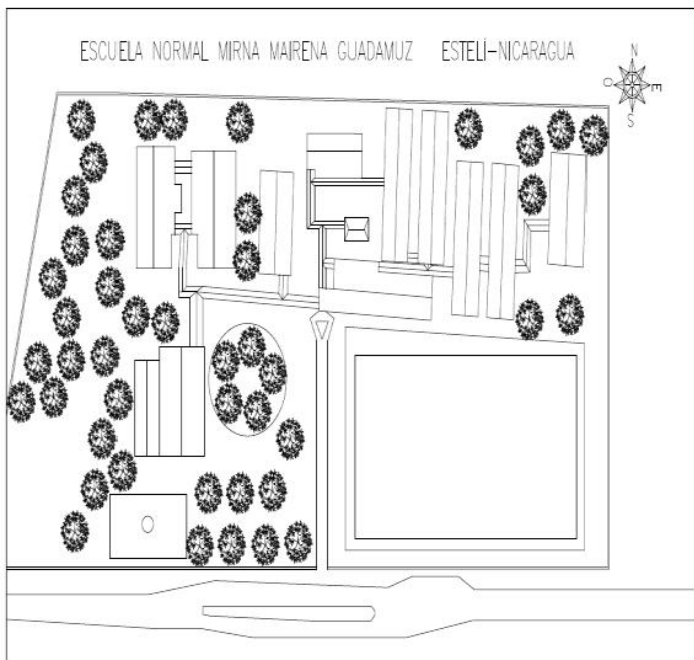 ESCUELA NORMAL MIRNA MAIRENA GUADAMUZ ESTELÍ-NICARAGUA
N
O E
S